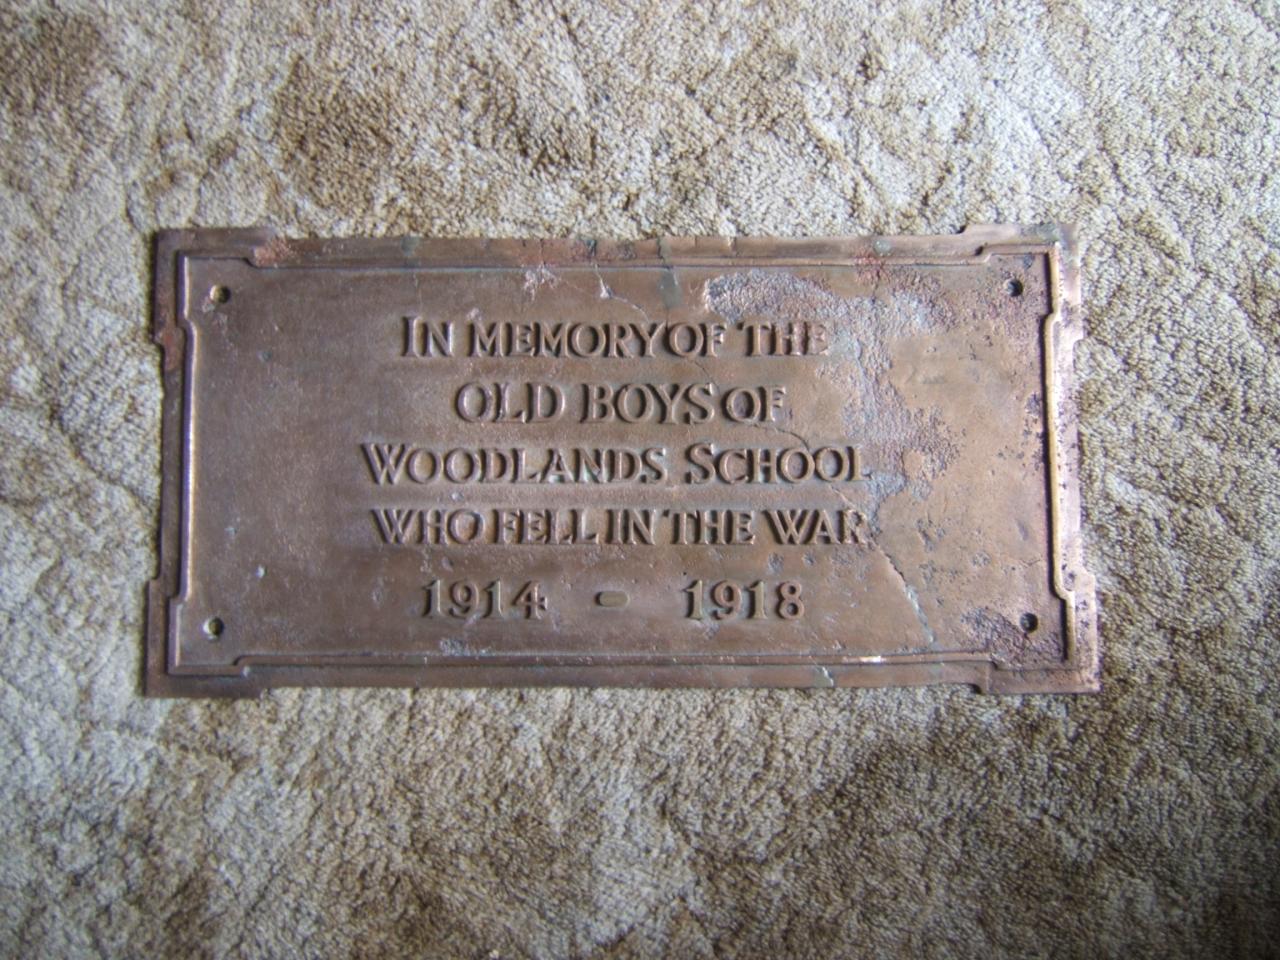 IN MEMORY OF THE
OLD BOYS OF
WOODLANDS SCHOOL
WHO FELL IN THE WAR
1914 - 1918